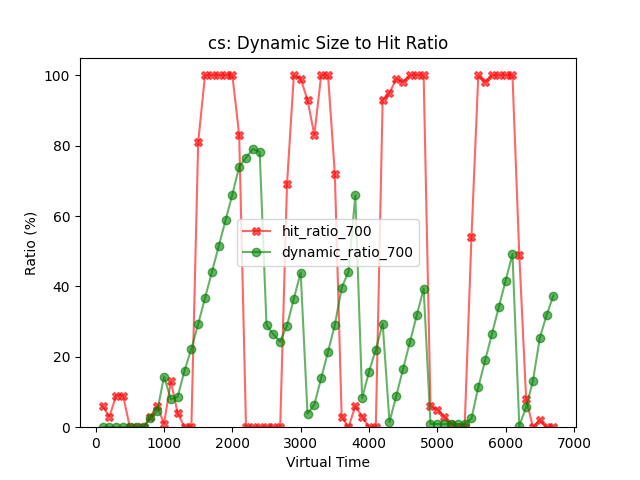 cs: Dynamic Size to Hit Ratio
Ratio (%)
100
80
60
40
20
0
hit_ratio_700
dynamic_ratio_700
0 1000 2000 3000 4000 5000 6000 7000
Virtual Time